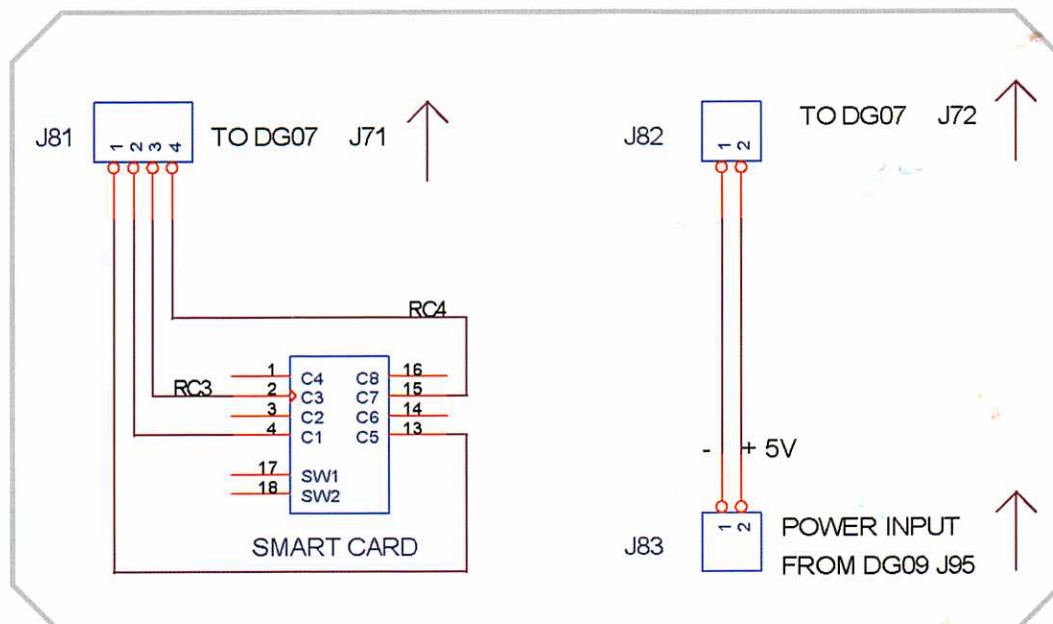 J81
1 2 3 4
TO DG07 J71
J82
1 2
TO DG07 J72
RC4
RC3
1 C4 C8 16
2 C3 C7 15
3 C2 C6 14
4 C1 C5 13
17 SW1
18 SW2
SMART CARD
- + 5V
J83
1 2
POWER INPUT
FROM DG09 J95